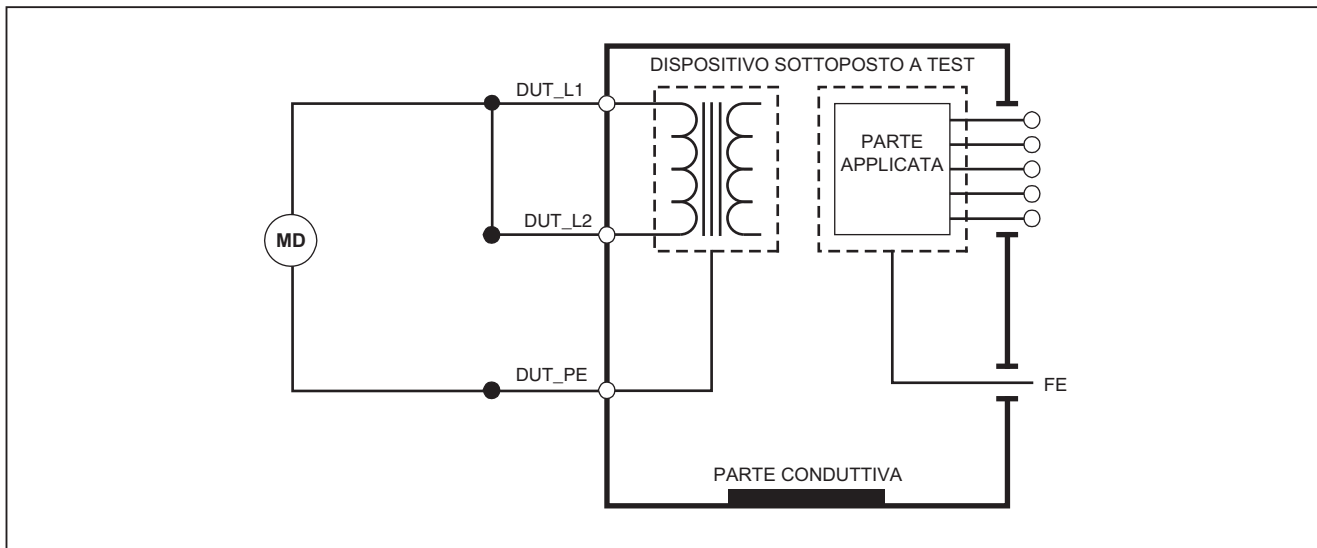 DISPOSITIVO SOTTOPOSTO A TEST
DUT_L1
PARTE
APPLICATA
DUT_L2
MD
DUT_PE
FE
PARTE CONDUTTIVA